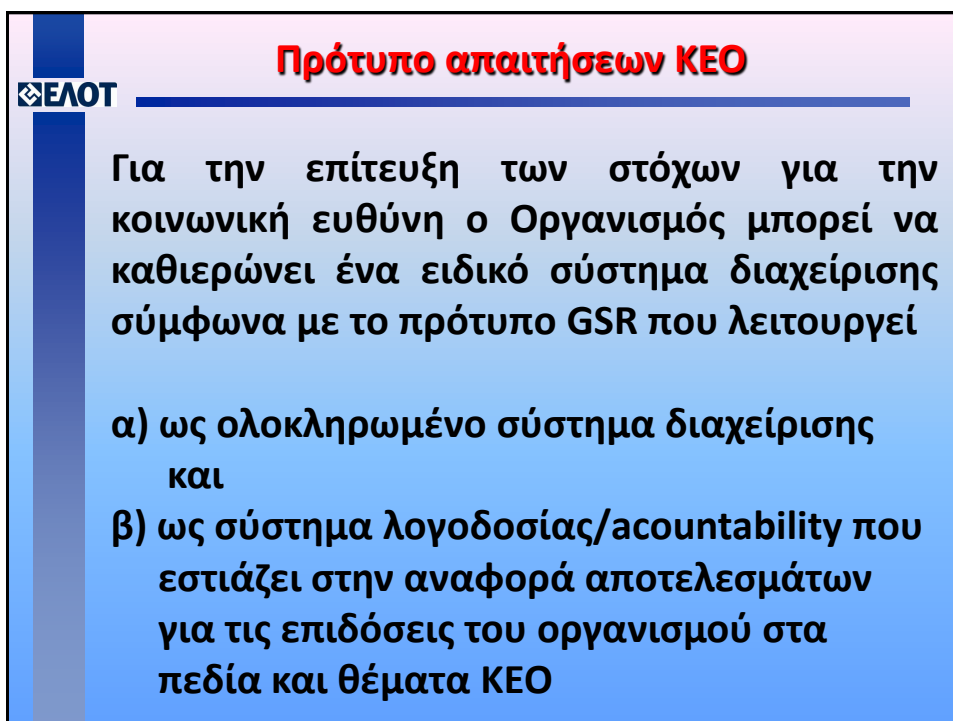 Πρότυπο απαιτήσεων ΚΕΟ
ΕΛΟΤ
Για την επίτευξη των στόχων για την
κοινωνική ευθύνη ο Οργανισμός μπορεί να
καθιερώνει ένα ειδικό σύστημα διαχείρισης
σύμφωνα με το πρότυπο GSR που λειτουργεί
α) ως ολοκληρωμένο σύστημα διαχείρισης
και
β) ως σύστημα λογοδοσίας/acountability που
εστιάζει στην αναφορά αποτελεσμάτων
για τις επιδόσεις του οργανισμού στα
πεδία και θέματα ΚΕΟ